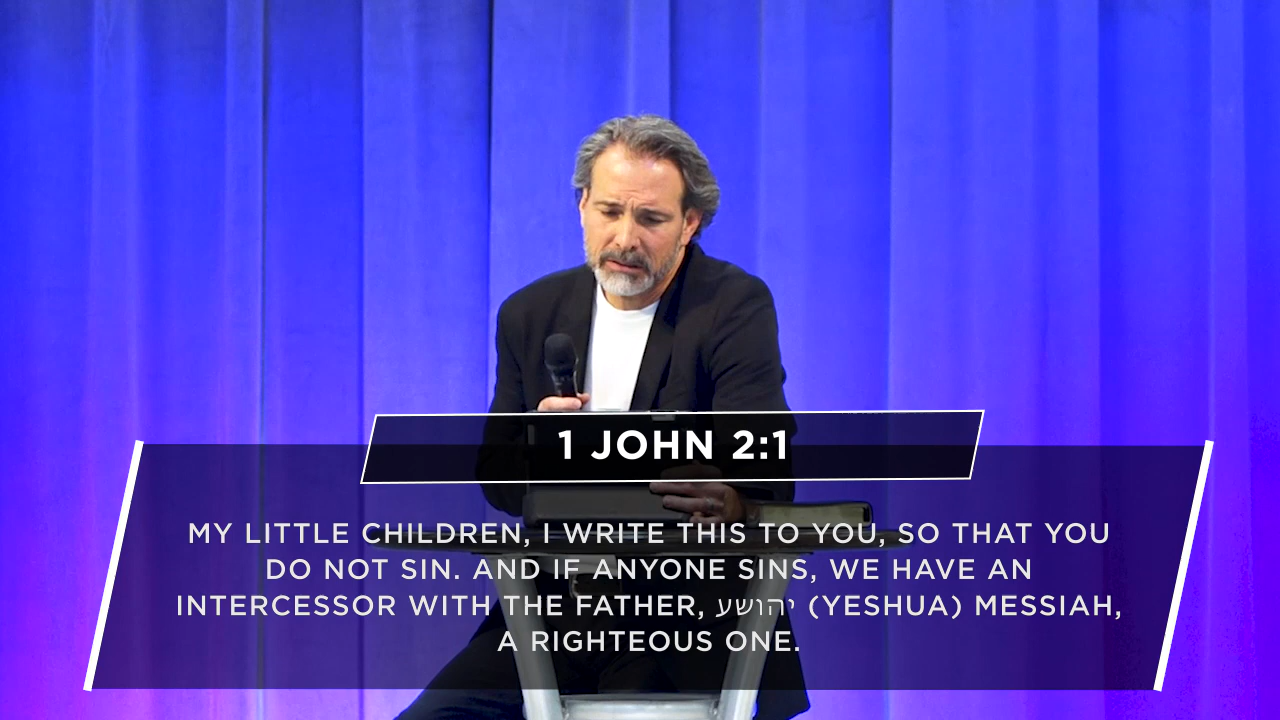 1 JOHN 2:1
MY LITTLE CHILDREN, I WRITE THIS TO YOU, SO THAT YOU
DO NOT SIN. AND IF ANYONE SINS, WE HAVE AN
INTERCESSOR WITH THE FATHER, יהושע (YESHUA) MESSIAH,
A RIGHTEOUS ONE.